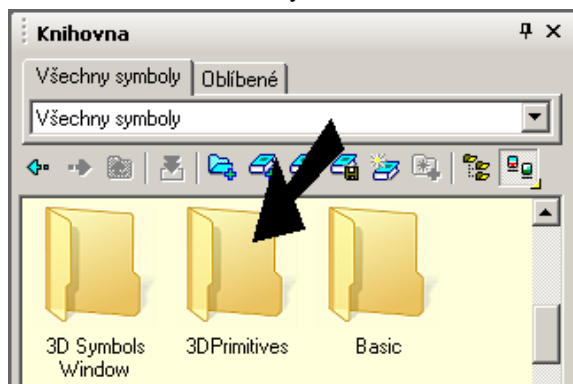 Knihovna
Všechny symboly
Oblíbené
Všechny symboly
3D Symbols
Window
3DPrimitives
Basic